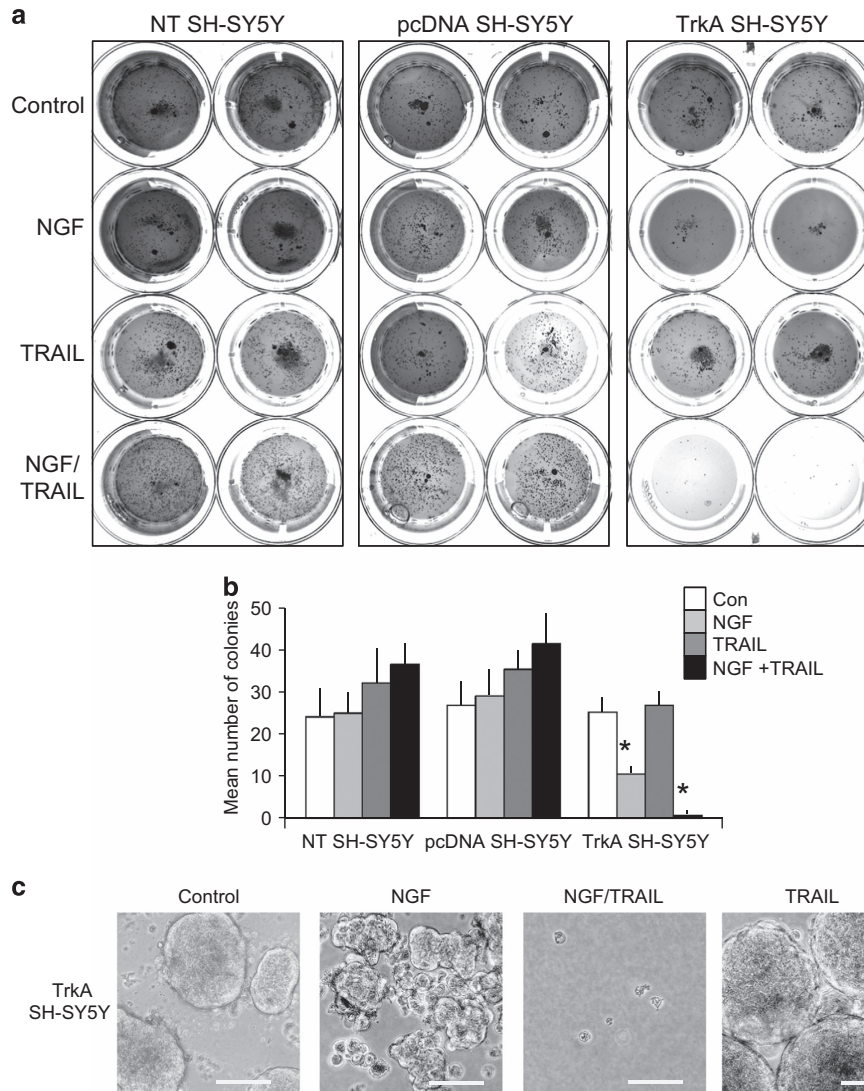 a
NT SH-SY5Y pcDNA SH-SY5Y TrkA SH-SY5Y
Control
NGF
TRAIL
NGF/
TRAIL
b
Mean number of colonies
50
40
30
20
10
0
Con
NGF
TRAIL
NGF +TRAIL
*
*
NT SH-SY5Y pcDNA SH-SY5Y TrkA SH-SY5Y
c
Control NGF NGF/TRAIL TRAIL
TrkA
SH-SY5Y